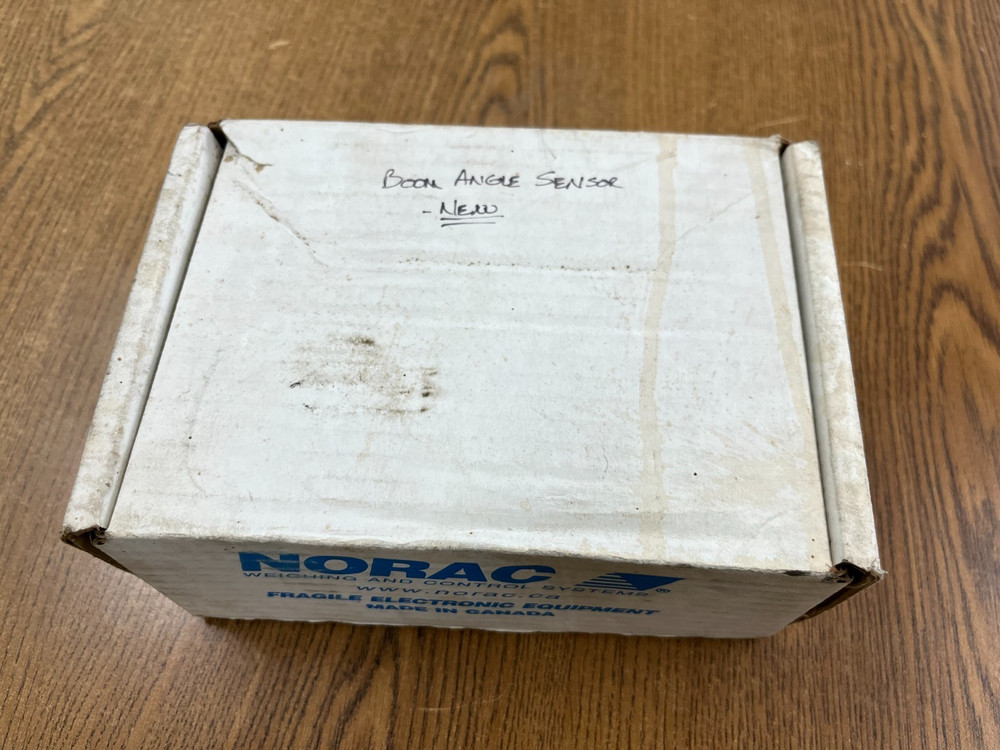 BOOM ANGLE SENSOR
- NEW
NORAC
WEIGHING AND CONTROL SYSTEMS ®
www.norac.ca
FRAGILE ELECTRONIC EQUIPMENT
MADE IN CANADA